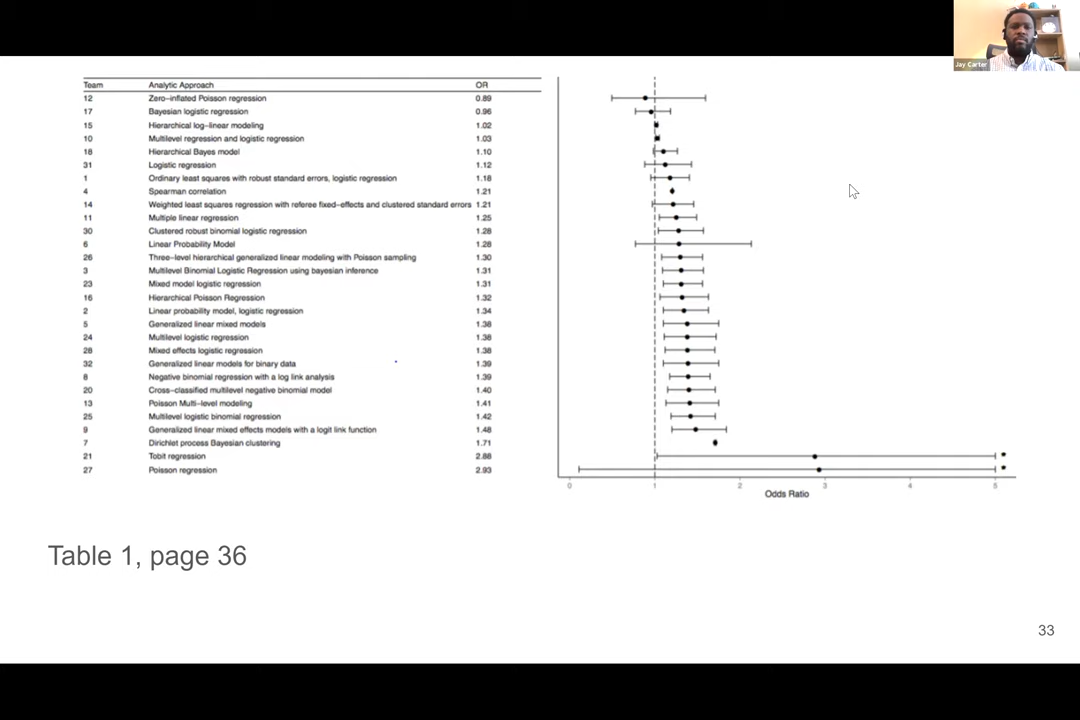 Jay Carter
Team Analytic Approach OR
12 Zero-inflated Poisson regression 0.89
17 Bayesian logistic regression 0.96
15 Hierarchical log-linear modeling 1.02
10 Multilevel regression and logistic regression 1.03
18 Hierarchical Bayes model 1.10
31 Logistic regression 1.12
1 Ordinary least squares with robust standard errors, logistic regression 1.18
4 Spearman correlation 1.21
14 Weighted least squares regression with referee fixed-effects and clustered standard errors 1.21
11 Multiple linear regression 1.25
30 Clustered robust binomial logistic regression 1.28
6 Linear Probability Model 1.28
26 Three-level hierarchical generalized linear modeling with Poisson sampling 1.30
3 Multilevel Binomial Logistic Regression using bayesian inference 1.31
23 Mixed model logistic regression 1.31
16 Hierarchical Poisson Regression 1.32
2 Linear probability model, logistic regression 1.34
5 Generalized linear mixed models 1.38
24 Multilevel logistic regression 1.38
28 Mixed effects logistic regression 1.38
32 Generalized linear models for binary data 1.39
8 Negative binomial regression with a log link analysis 1.39
20 Cross-classified multilevel negative binomial model 1.40
13 Poisson Multi-level modeling 1.41
25 Multilevel logistic binomial regression 1.42
9 Generalized linear mixed effects models with a logit link function 1.48
7 Dirichlet process Bayesian clustering 1.71
21 Tobit regression 2.88 *
27 Poisson regression 2.93 *
0 1 2 3 4 5
Odds Ratio
Table 1, page 36
33